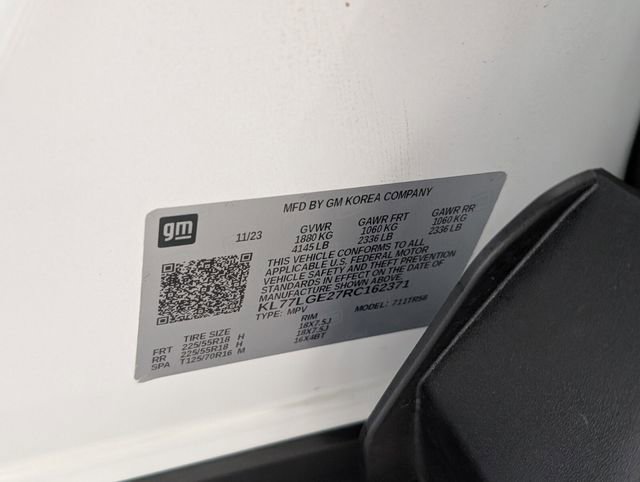 gm
MFD BY GM KOREA COMPANY
11/23
GVWR GAWR FRT GAWR RR
1880 KG 1060 KG 1060 KG
4145 LB 2336 LB 2336 LB
THIS VEHICLE CONFORMS TO ALL
APPLICABLE U.S. FEDERAL MOTOR
VEHICLE SAFETY AND THEFT PREVENTION
STANDARDS IN EFFECT ON THE DATE OF
MANUFACTURE SHOWN ABOVE.
KL77LGE27RC162371
TYPE: MPV MODEL: 711TR56
TIRE SIZE RIM
FRT 225/55R18 H 18X7.5J
RR 225/55R18 H 18X7.5J
SPA T125/70R16 M 16X4BT